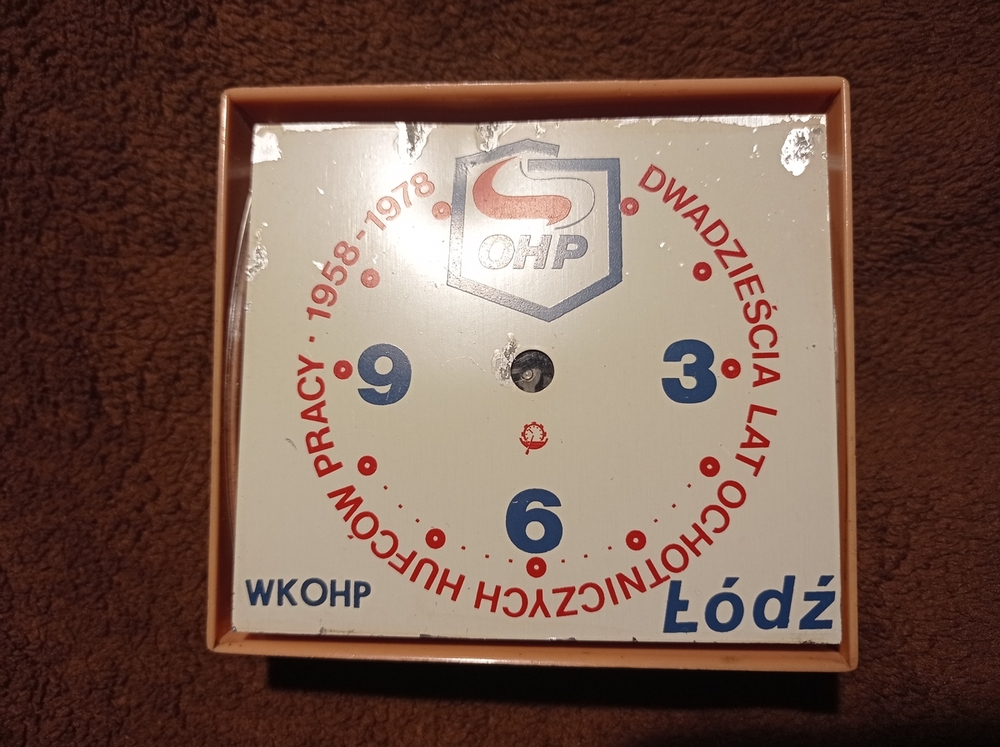 OHP
DWADZIEŚCIA LAT OCHOTNICZYCH HUFCÓW PRACY · 1958-1978
9
3
6
WKOHP
Łódź